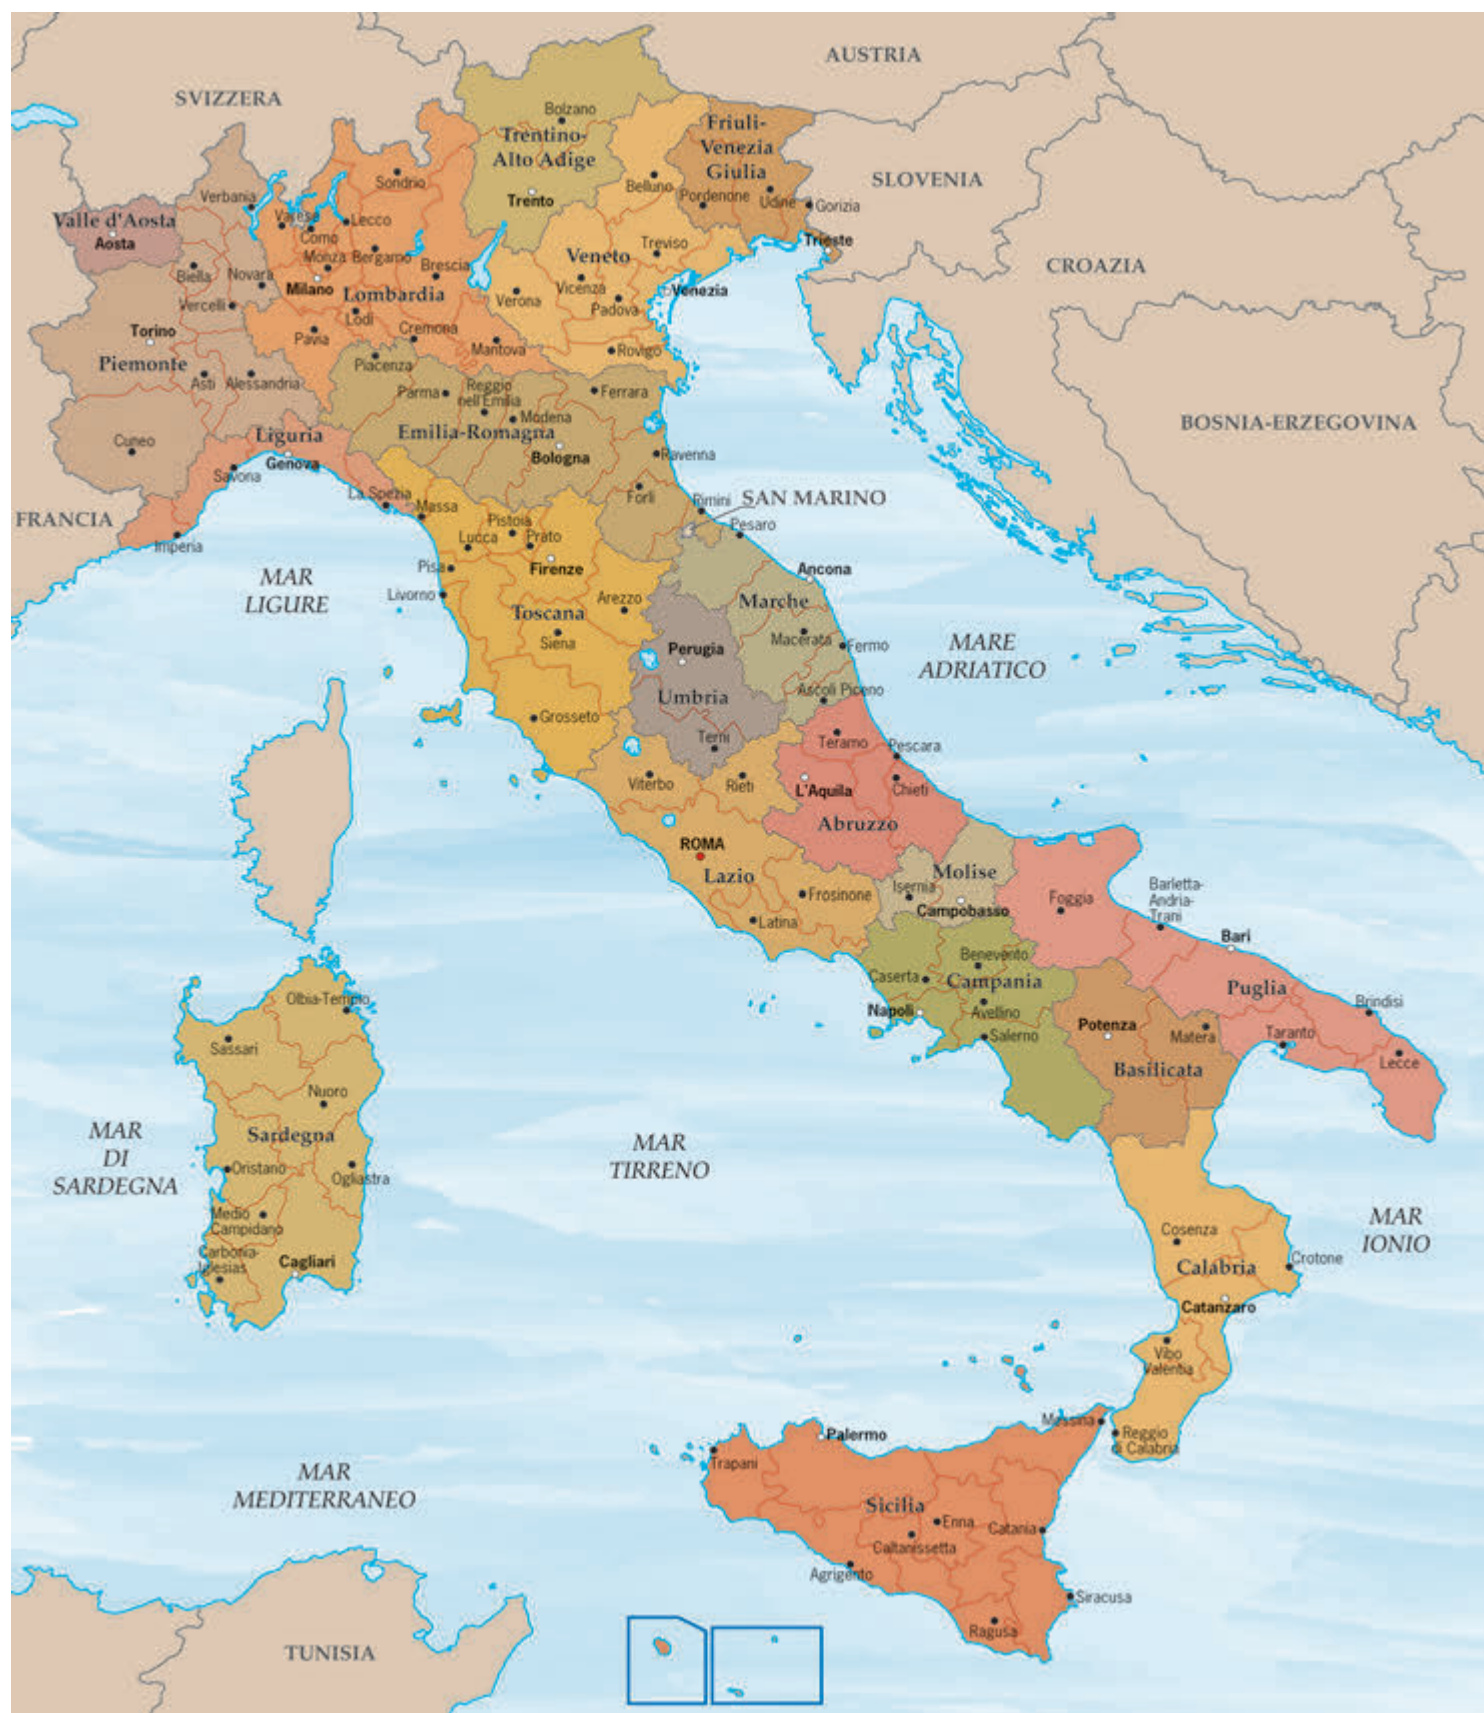 AUSTRIA
SVIZZERA
Bolzano
Trentino-
Alto Adige
Trento
Friuli-
Venezia
Giulia
Belluno
Pordenone
Udine
Gorizia
SLOVENIA
Sondrio
Verbania
Valle d'Aosta
Aosta
Varese
Lecco
Como
Monza
Bergamo
Brescia
Biella
Novara
Milano
Lombardia
Vercelli
Lodi
Cremona
Pavia
Mantova
Veneto
Treviso
Trieste
Vicenza
Verona
Padova
Venezia
Rovigo
CROAZIA
Torino
Piemonte
Asti
Alessandria
Cuneo
Piacenza
Parma
Reggio
nell'Emilia
Modena
Ferrara
Emilia-Romagna
Bologna
Ravenna
Forlì
Rimini
BOSNIA-ERZEGOVINA
Liguria
Genova
Savona
La Spezia
Imperia
FRANCIA
MAR
LIGURE
Massa
Pistoia
Lucca
Prato
Firenze
Pisa
Livorno
Arezzo
Toscana
Siena
Grosseto
SAN MARINO
Pesaro
Ancona
Marche
Macerata
Fermo
Ascoli Piceno
MARE
ADRIATICO
Perugia
Umbria
Terni
Viterbo
Rieti
ROMA
Lazio
Frosinone
Latina
Teramo
Pescara
L'Aquila
Chieti
Abruzzo
Molise
Isernia
Campobasso
Foggia
Barletta-
Andria-
Trani
Bari
Puglia
Brindisi
Taranto
Lecce
Benevento
Caserta
Campania
Napoli
Avellino
Salerno
Potenza
Matera
Basilicata
Olbia-Tempio
Sassari
Nuoro
Sardegna
Oristano
Ogliastra
Medio
Campidano
Carbonia-
Iglesias
Cagliari
MAR
DI
SARDEGNA
MAR
TIRRENO
MAR
IONIO
Cosenza
Crotone
Calabria
Catanzaro
Vibo
Valentia
Messina
Reggio
di Calabria
Palermo
Trapani
Sicilia
Enna
Catania
Caltanissetta
Agrigento
Siracusa
Ragusa
MAR
MEDITERRANEO
TUNISIA